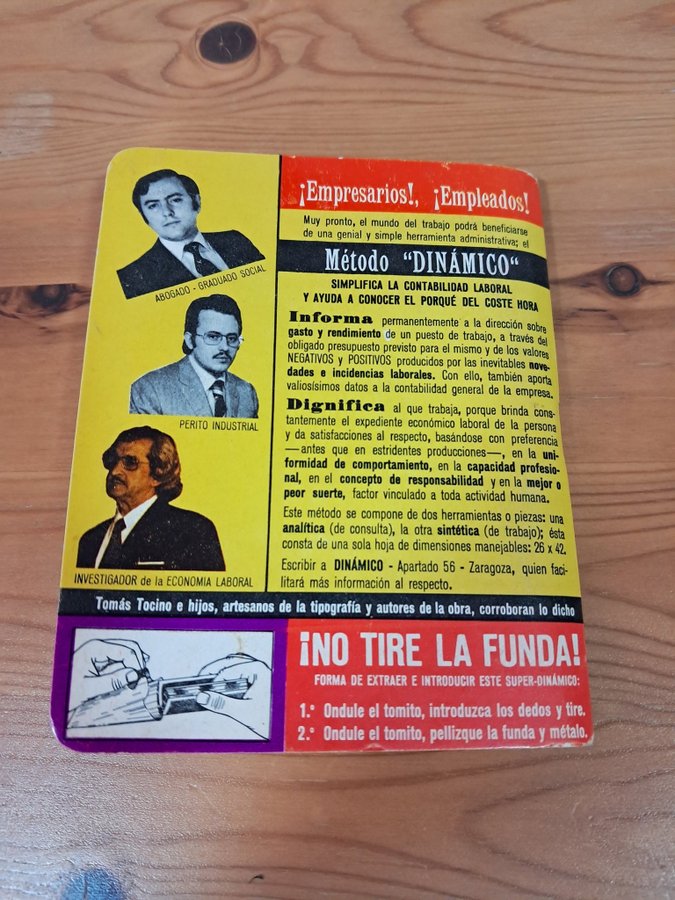 ABOGADO - GRADUADO SOCIAL
PERITO INDUSTRIAL
INVESTIGADOR de la ECONOMIA LABORAL
¡Empresarios!, ¡Empleados!
Muy pronto, el mundo del trabajo podrá beneficiarse
de una genial y simple herramienta administrativa; el
Método “DINÁMICO“
SIMPLIFICA LA CONTABILIDAD LABORAL
Y AYUDA A CONOCER EL PORQUÉ DEL COSTE HORA
Informa permanentemente a la dirección sobre
gasto y rendimiento de un puesto de trabajo, a través del
obligado presupuesto previsto para el mismo y de los valores
NEGATIVOS y POSITIVOS producidos por las inevitables nove-
dades e incidencias laborales. Con ello, también aporta
valiosísimos datos a la contabilidad general de la empresa.
Dignifica al que trabaja, porque brinda cons-
tantemente el expediente económico laboral de la persona
y da satisfacciones al respecto, basándose con preferencia
—antes que en estridentes producciones—, en la uni-
formidad de comportamiento, en la capacidad profesio-
nal, en el concepto de responsabilidad y en la mejor o
peor suerte, factor vinculado a toda actividad humana.
Este método se compone de dos herramientas o piezas: una
analítica (de consulta), la otra sintética (de trabajo); ésta
consta de una sola hoja de dimensiones manejables: 26 x 42.
Escribir a DINÁMICO - Apartado 56 - Zaragoza, quien faci-
litará más información al respecto.
Tomás Tocino e hijos, artesanos de la tipografía y autores de la obra, corroboran lo dicho
¡NO TIRE LA FUNDA!
FORMA DE EXTRAER E INTRODUCIR ESTE SUPER-DINÁMICO:
1.º Ondule el tomito, introduzca los dedos y tire.
2.º Ondule el tomito, pellizque la funda y métalo.